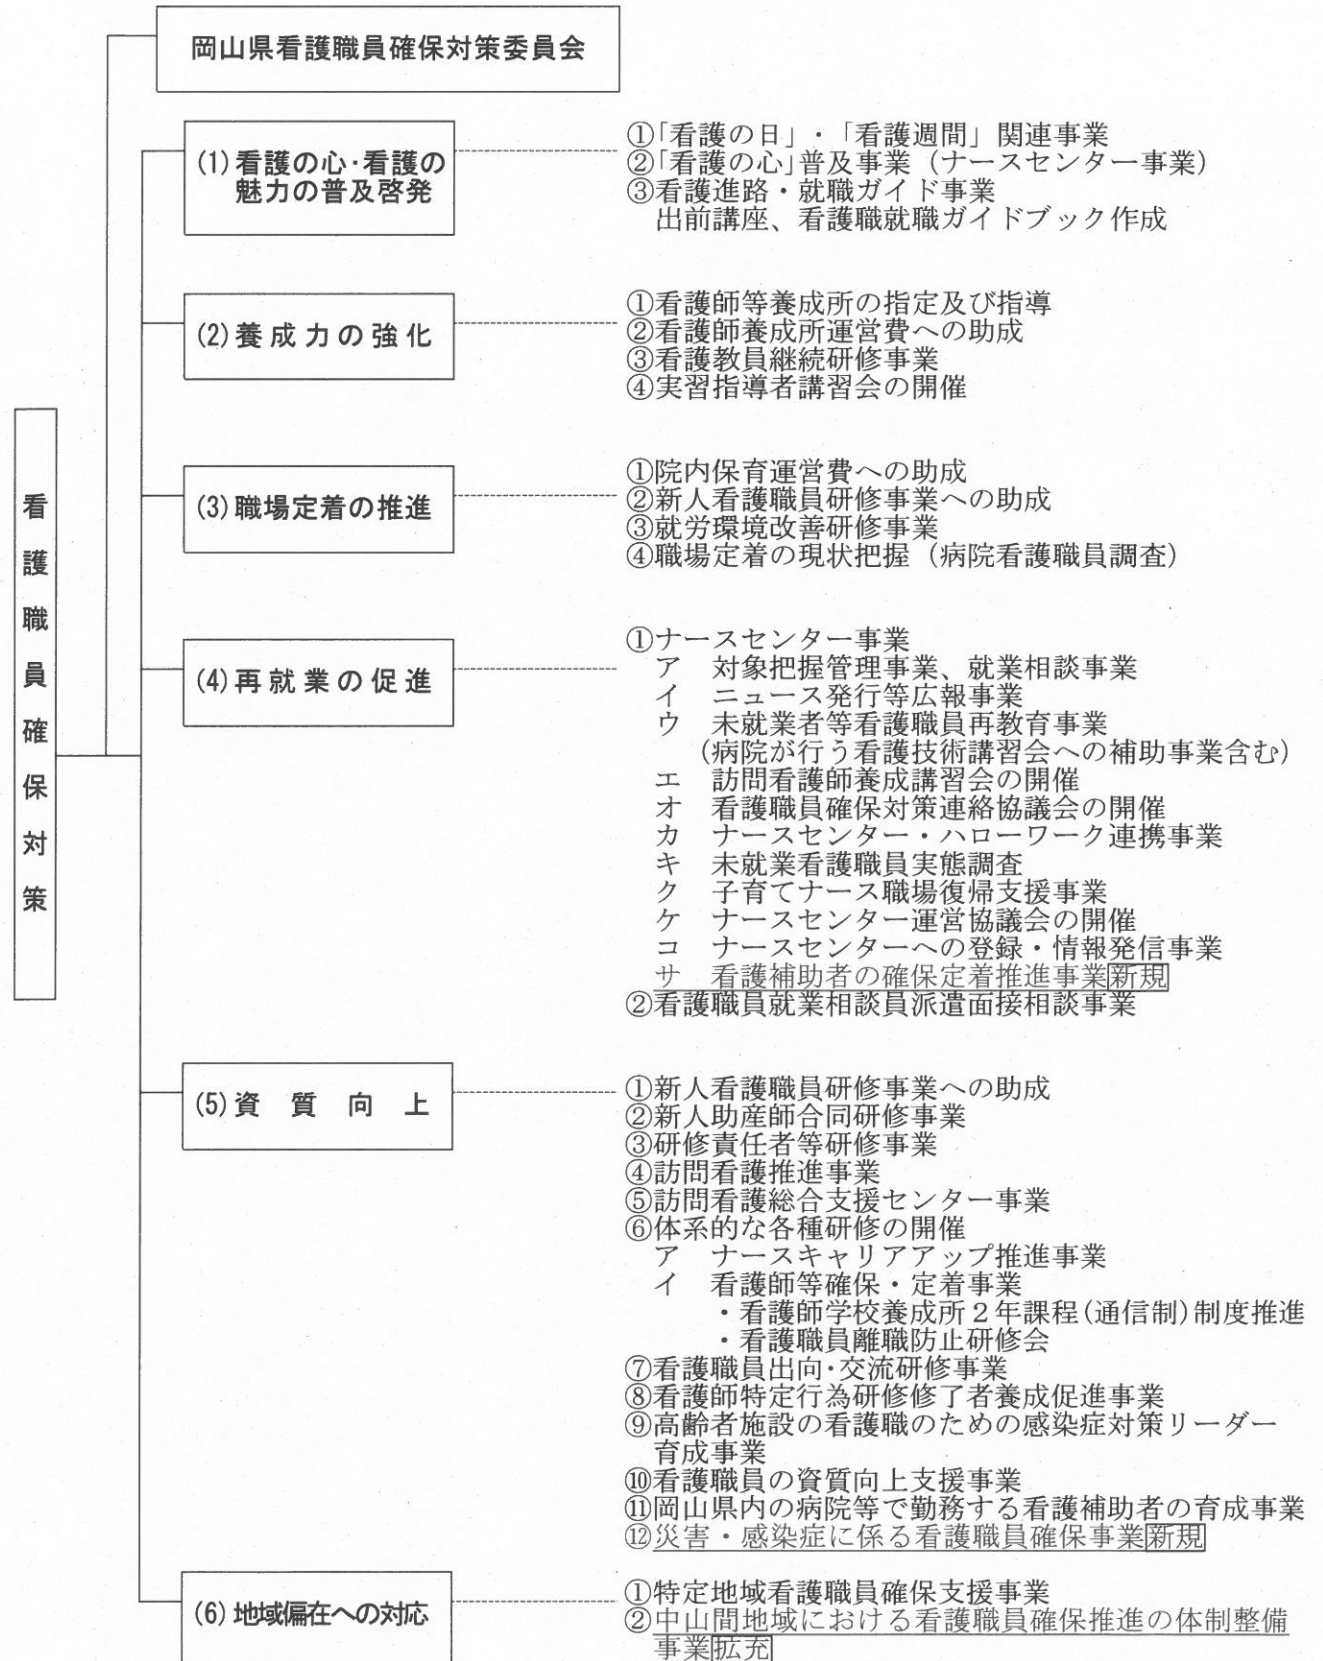 岡山県看護職員確保対策委員会
看護職員確保対策
(1)看護の心・看護の
魅力の普及啓発
①「看護の日」・「看護週間」関連事業
②「看護の心」普及事業（ナースセンター事業）
③看護進路・就職ガイド事業
出前講座、看護職就職ガイドブック作成
(2)養成力の強化
①看護師等養成所の指定及び指導
②看護師養成所運営費への助成
③看護教員継続研修事業
④実習指導者講習会の開催
(3)職場定着の推進
①院内保育運営費への助成
②新人看護職員研修事業への助成
③就労環境改善研修事業
④職場定着の現状把握（病院看護職員調査）
(4)再就業の促進
①ナースセンター事業
ア　対象把握管理事業、就業相談事業
イ　ニュース発行等広報事業
ウ　未就業者等看護職員再教育事業
（病院が行う看護技術講習会への補助事業含む）
エ　訪問看護師養成講習会の開催
オ　看護職員確保対策連絡協議会の開催
カ　ナースセンター・ハローワーク連携事業
キ　未就業看護職員実態調査
ク　子育てナース職場復帰支援事業
ケ　ナースセンター運営協議会の開催
コ　ナースセンターへの登録・情報発信事業
サ　看護補助者の確保定着推進事業新規
②看護職員就業相談員派遣面接相談事業
(5)資質向上
①新人看護職員研修事業への助成
②新人助産師合同研修事業
③研修責任者等研修事業
④訪問看護推進事業
⑤訪問看護総合支援センター事業
⑥体系的な各種研修の開催
ア　ナースキャリアアップ推進事業
イ　看護師等確保・定着事業
・看護師学校養成所２年課程(通信制)制度推進
・看護職員離職防止研修会
⑦看護職員出向・交流研修事業
⑧看護師特定行為研修修了者養成促進事業
⑨高齢者施設の看護職のための感染症対策リーダー
育成事業
⑩看護職員の資質向上支援事業
⑪岡山県内の病院等で勤務する看護補助者の育成事業
⑫災害・感染症に係る看護職員確保事業新規
(6)地域偏在への対応
①特定地域看護職員確保支援事業
②中山間地域における看護職員確保推進の体制整備
事業拡充